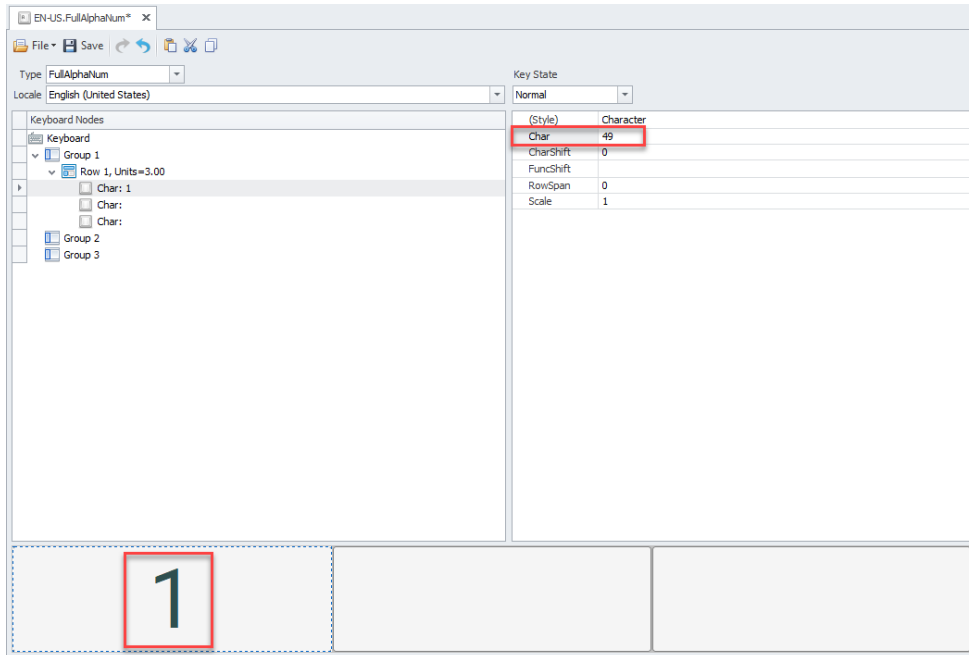 EN-US.FullAlphaNum* X
File Save
Type FullAlphaNum
Key State
Locale English (United States)
Normal
Keyboard Nodes
Keyboard
Group 1
Row 1, Units=3.00
Char: 1
Char:
Char:
Group 2
Group 3
(Style) Character
Char 49
CharShift 0
FuncShift
RowSpan 0
Scale 1
1